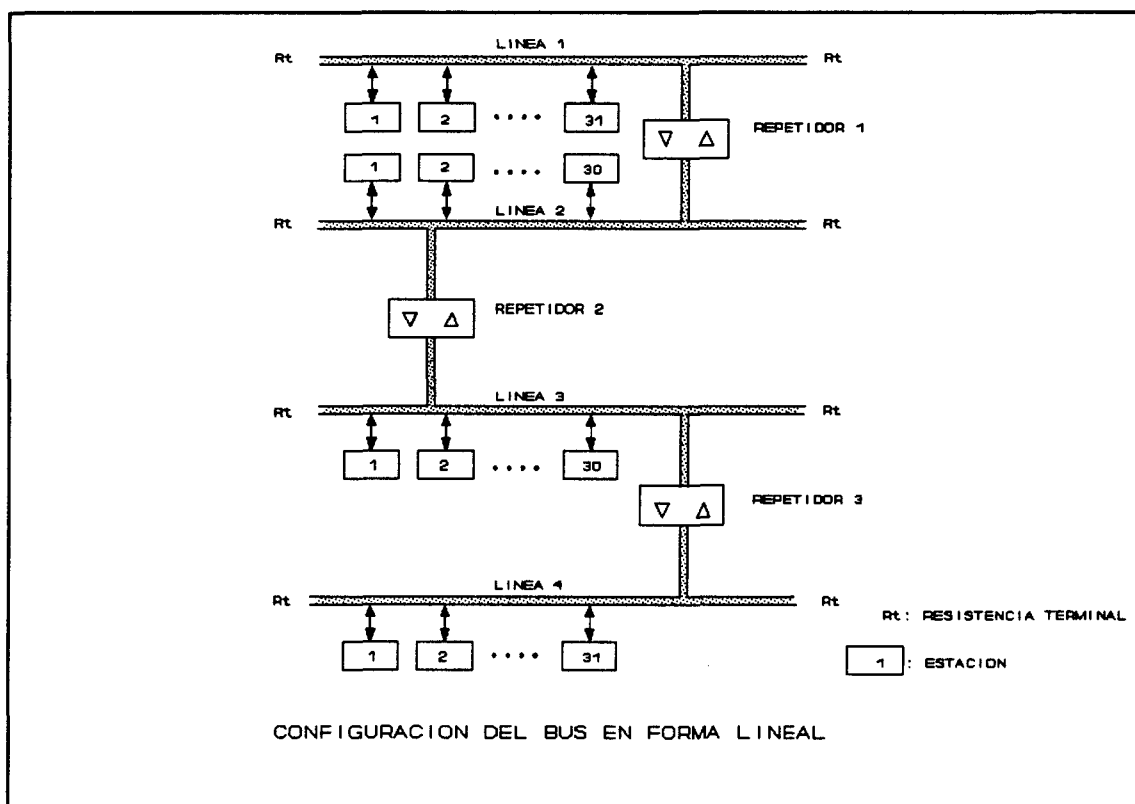 LINEA 1
Rt Rt
1 2 .... 31
REPETIDOR 1
1 2 .... 30
LINEA 2
Rt Rt
REPETIDOR 2
LINEA 3
Rt Rt
1 2 .... 30
REPETIDOR 3
LINEA 4
Rt Rt
Rt: RESISTENCIA TERMINAL
1 2 .... 31
1 : ESTACION
CONFIGURACION DEL BUS EN FORMA LINEAL